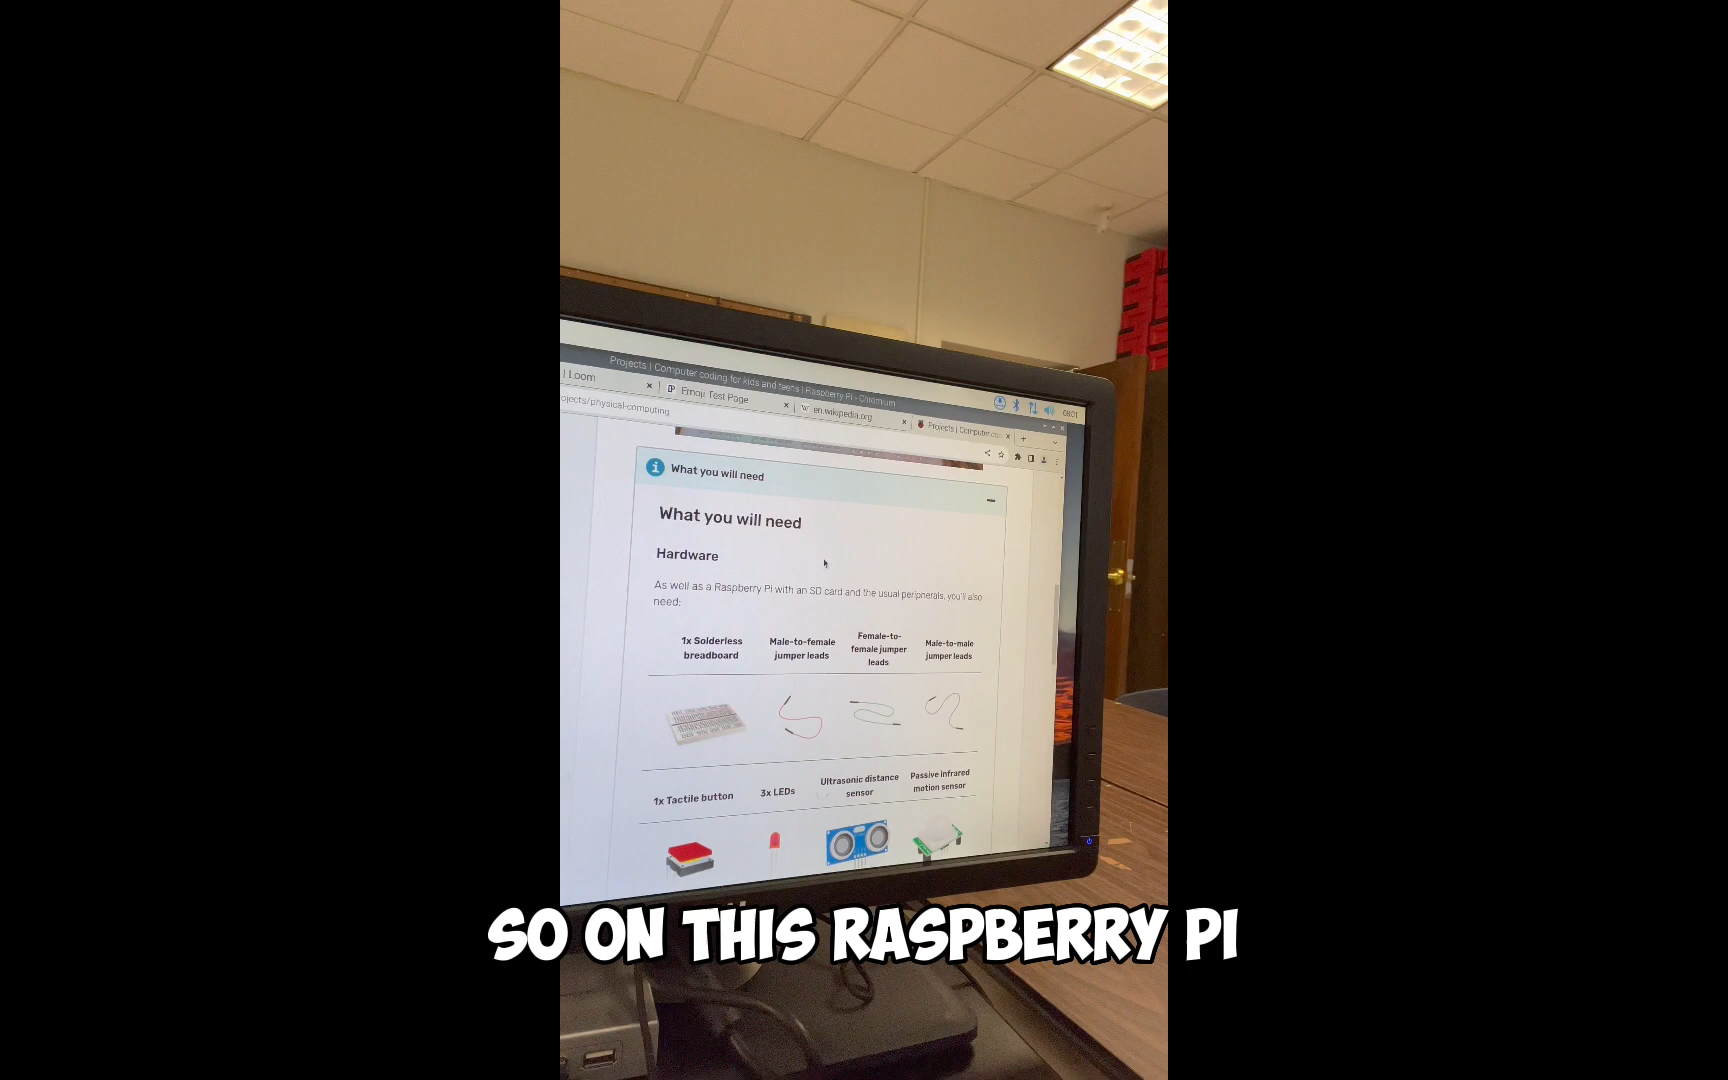 Projects | Computer coding for kids and teens | Raspberry Pi - Chromium
| Loom
Emoji Test Page
en.wikipedia.org
Projects | Computer co
ojects/physical-computing
What you will need
What you will need
Hardware
As well as a Raspberry Pi with an SD card and the usual peripherals, you'll also
need:
1x Solderless
breadboard
Male-to-female
jumper leads
Female-to-
female jumper
leads
Male-to-male
jumper leads
1x Tactile button
3x LEDs
Ultrasonic distance
sensor
Passive infrared
motion sensor
SO ON THIS RASPBERRY PI